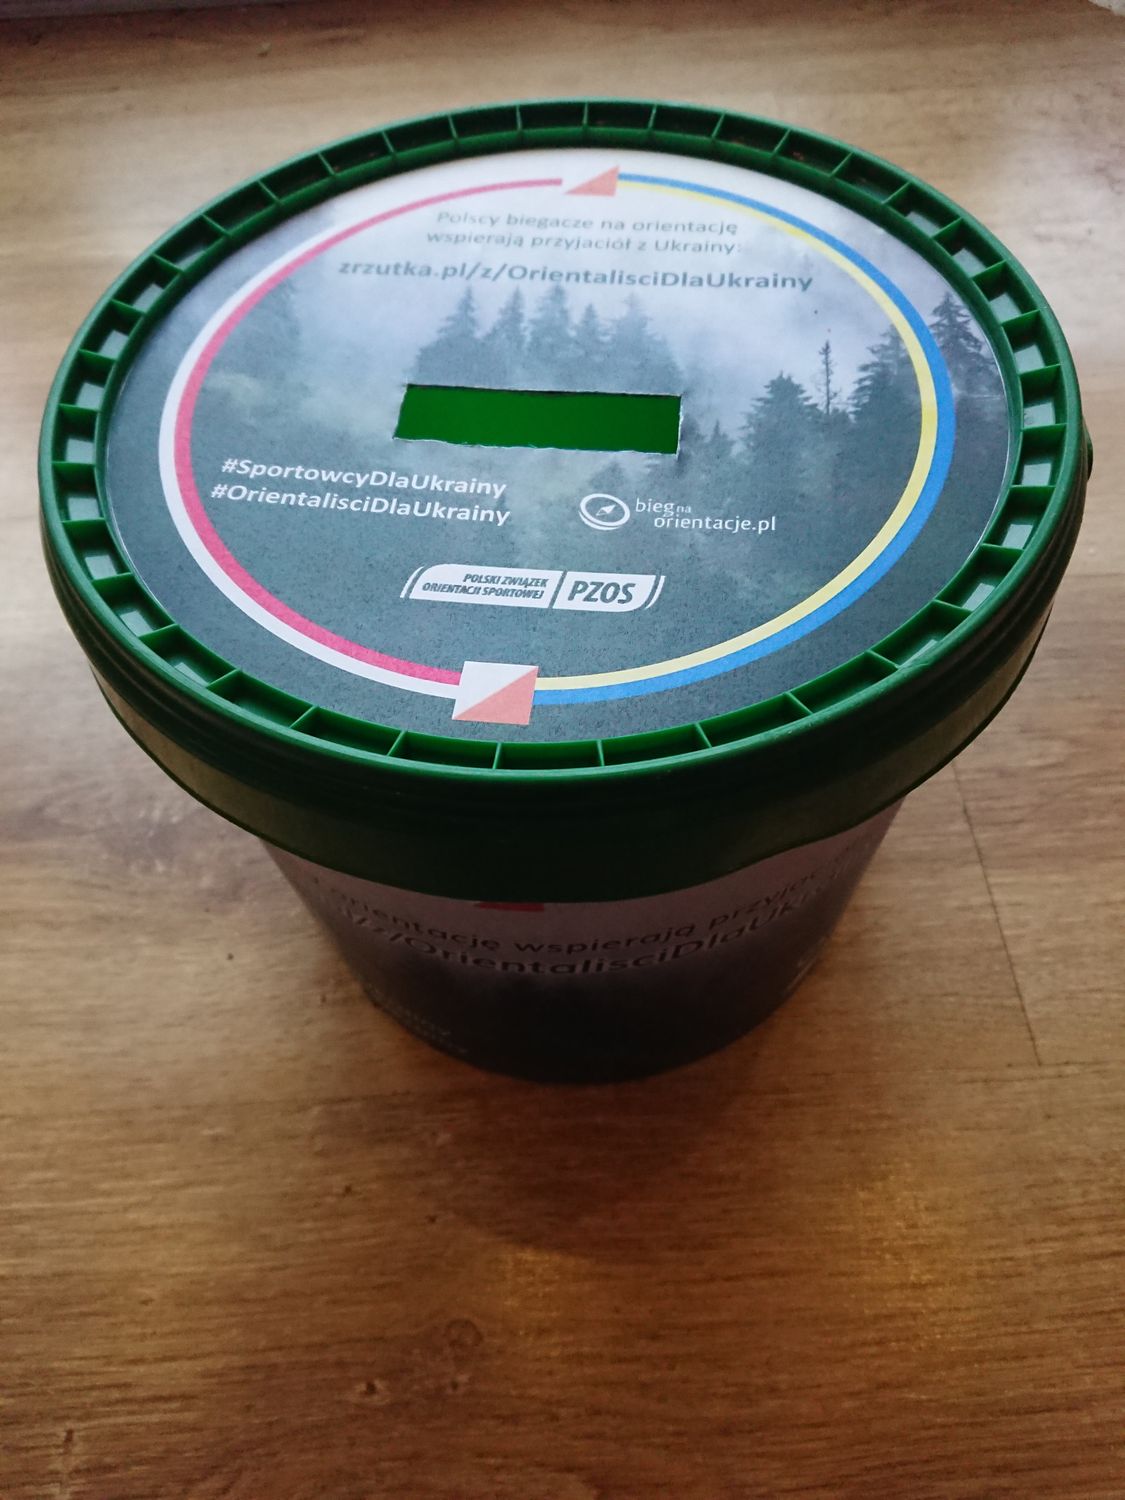 Polscy biegacze na orientację
wspierają przyjaciół z Ukrainy:
zrzutka.pl/z/OrientalisciDlaUkrainy
#SportowcyDlaUkrainy
#OrientalisciDlaUkrainy
bieg na
orientacje.pl
POLSKI ZWIĄZEK
ORIENTACJI SPORTOWEJ
PZOS
orientację wspierają
OrientalisciDlaUkr